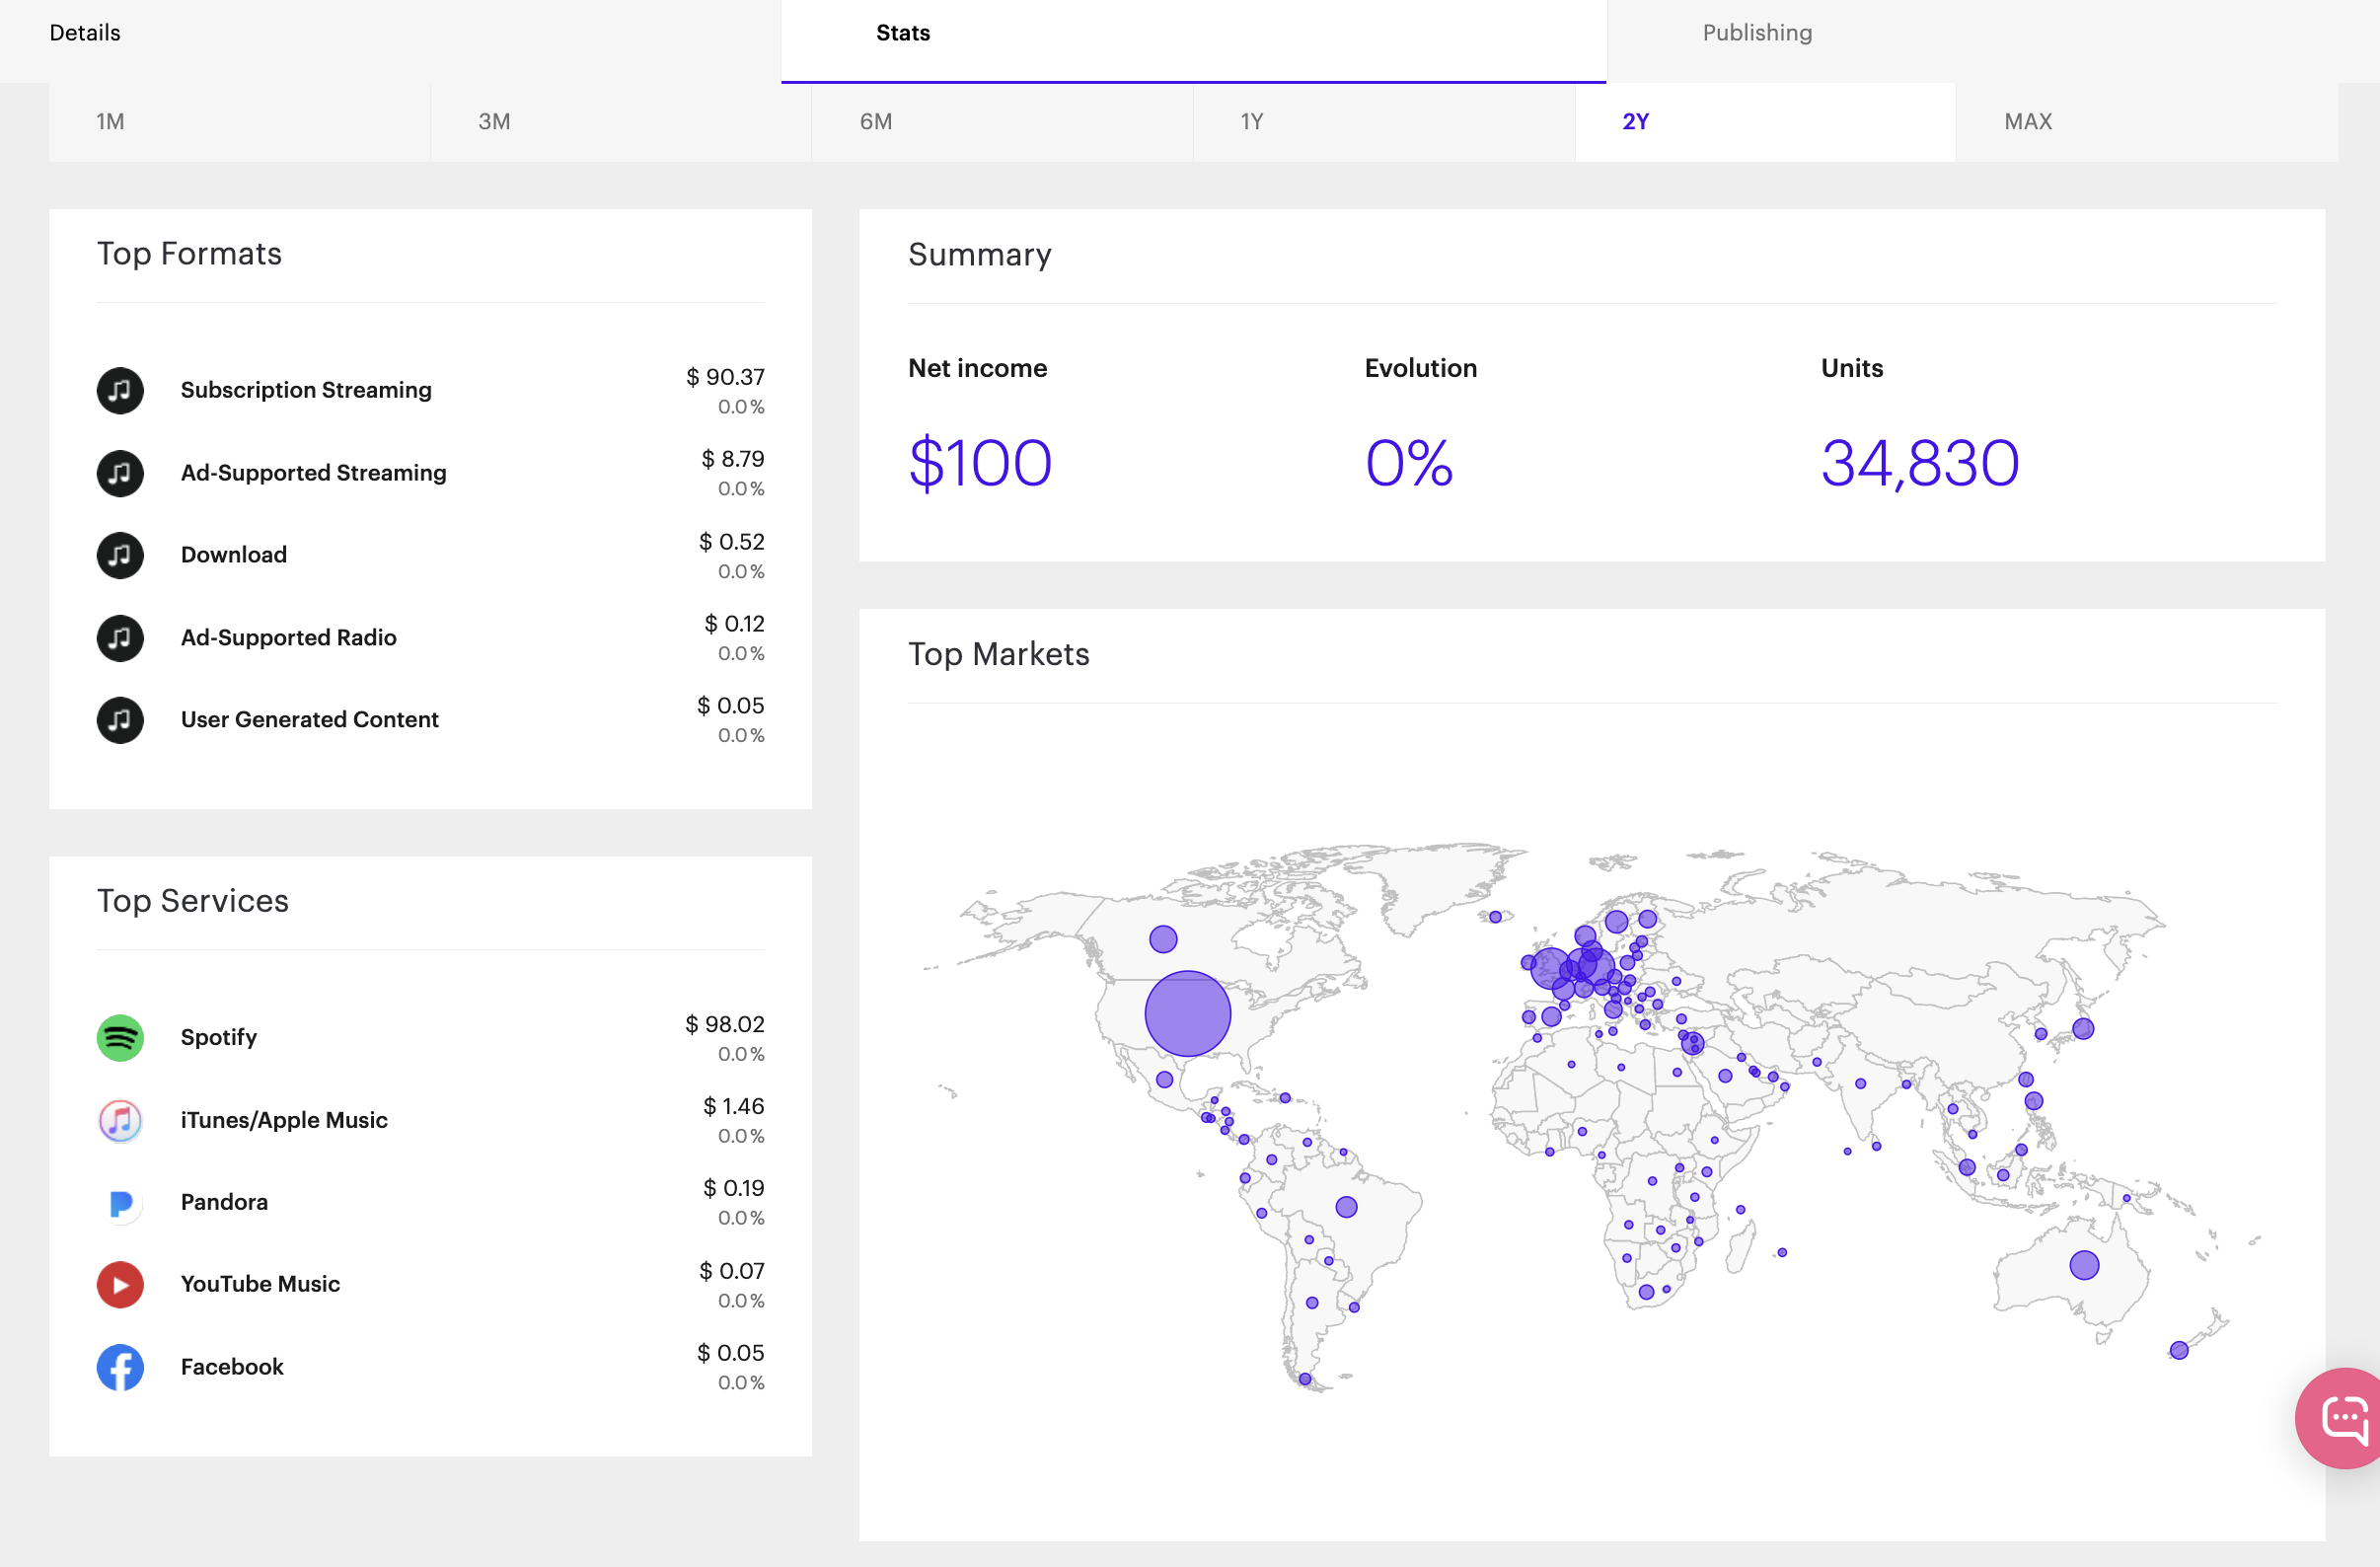 Details
Stats
Publishing
1M
3M
6M
1Y
2Y
MAX
Top Formats
Subscription Streaming
$ 90.37
0.0%
Ad-Supported Streaming
$ 8.79
0.0%
Download
$ 0.52
0.0%
Ad-Supported Radio
$ 0.12
0.0%
User Generated Content
$ 0.05
0.0%
Top Services
Spotify
$ 98.02
0.0%
iTunes/Apple Music
$ 1.46
0.0%
Pandora
$ 0.19
0.0%
YouTube Music
$ 0.07
0.0%
Facebook
$ 0.05
0.0%
Summary
Net income
$100
Evolution
0%
Units
34,830
Top Markets